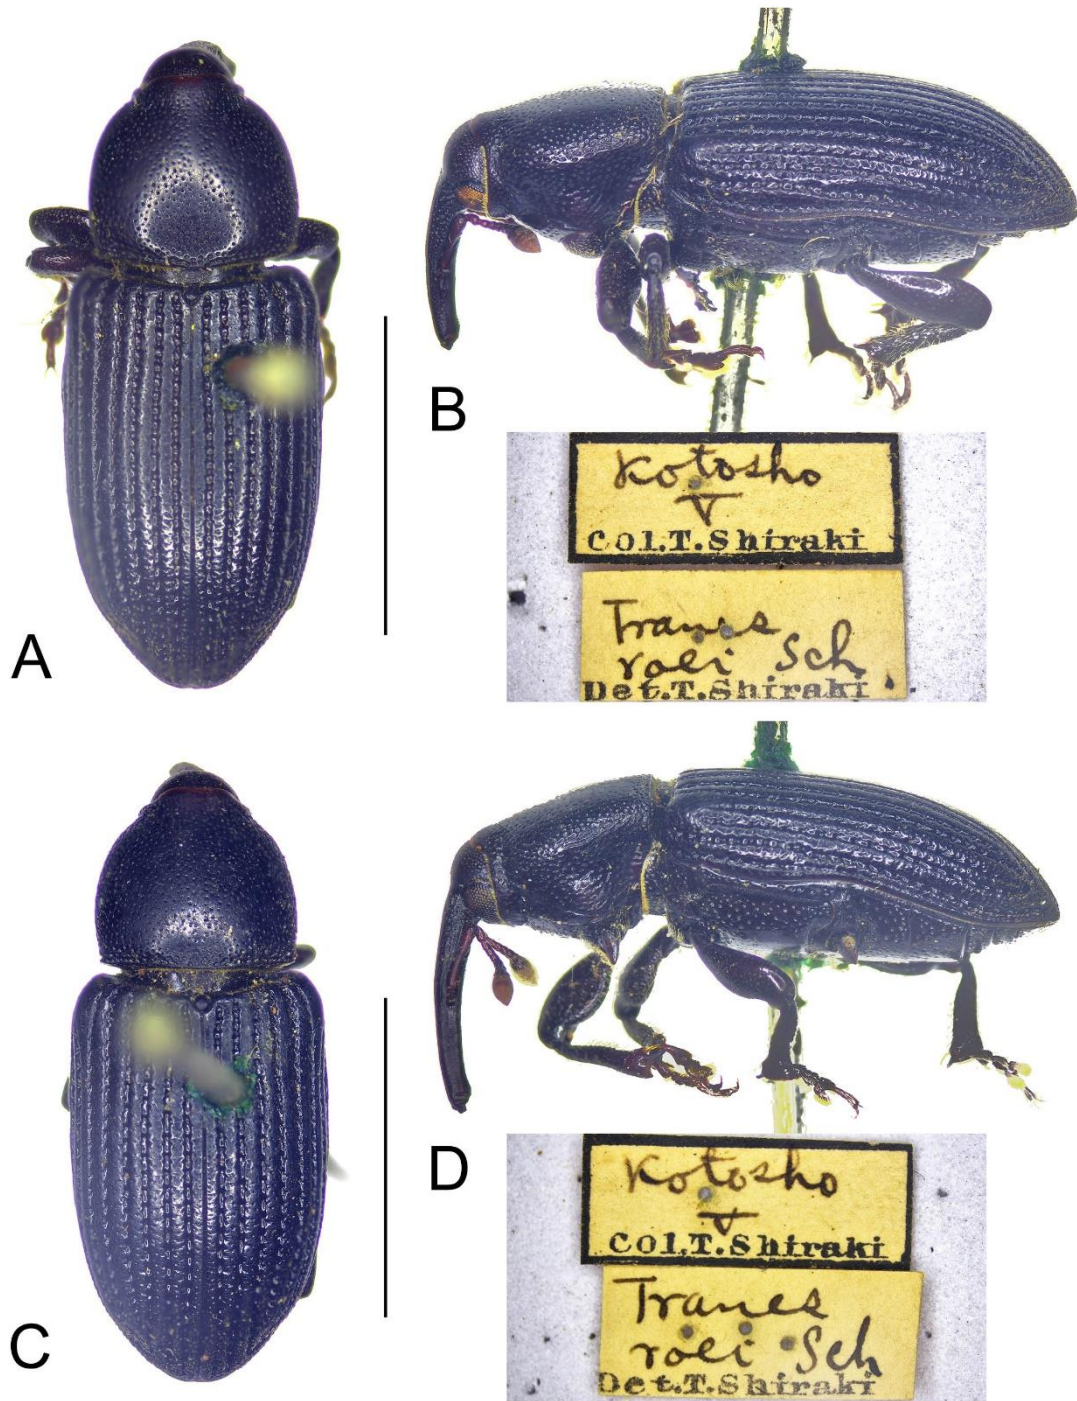 A
B
Kotosho
V
Col.T.Shiraki
Tranes
roei Sch
Det.T.Shiraki
C
D
Kotosho
V
Col.T.Shiraki
Tranes
roei Sch
Det.T.Shiraki